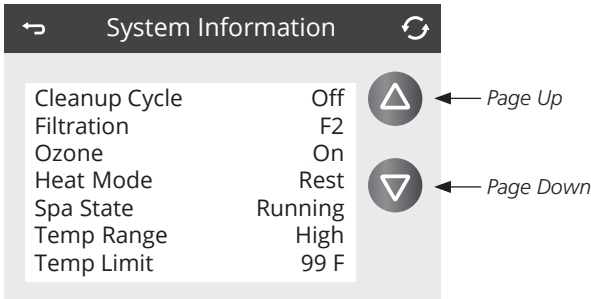 System Information
Cleanup Cycle Off
Filtration F2
Ozone On
Heat Mode Rest
Spa State Running
Temp Range High
Temp Limit 99 F
Page Up
Page Down